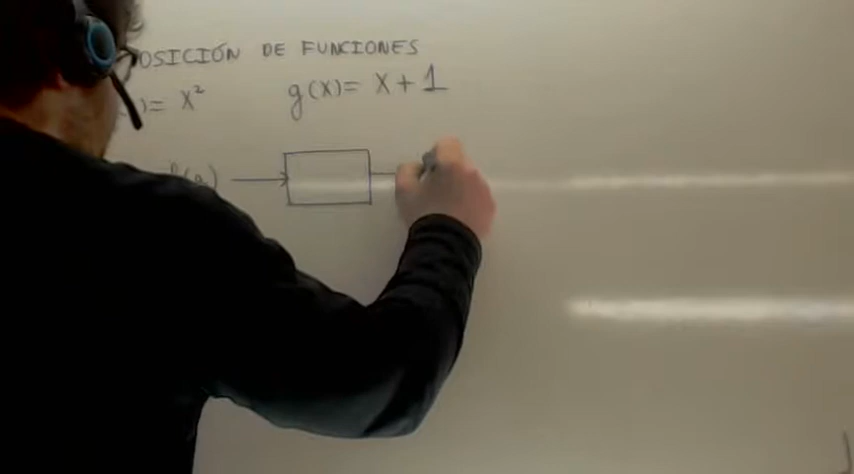 OSICIÓN DE FUNCIONES
)= X² g(X)= X+1